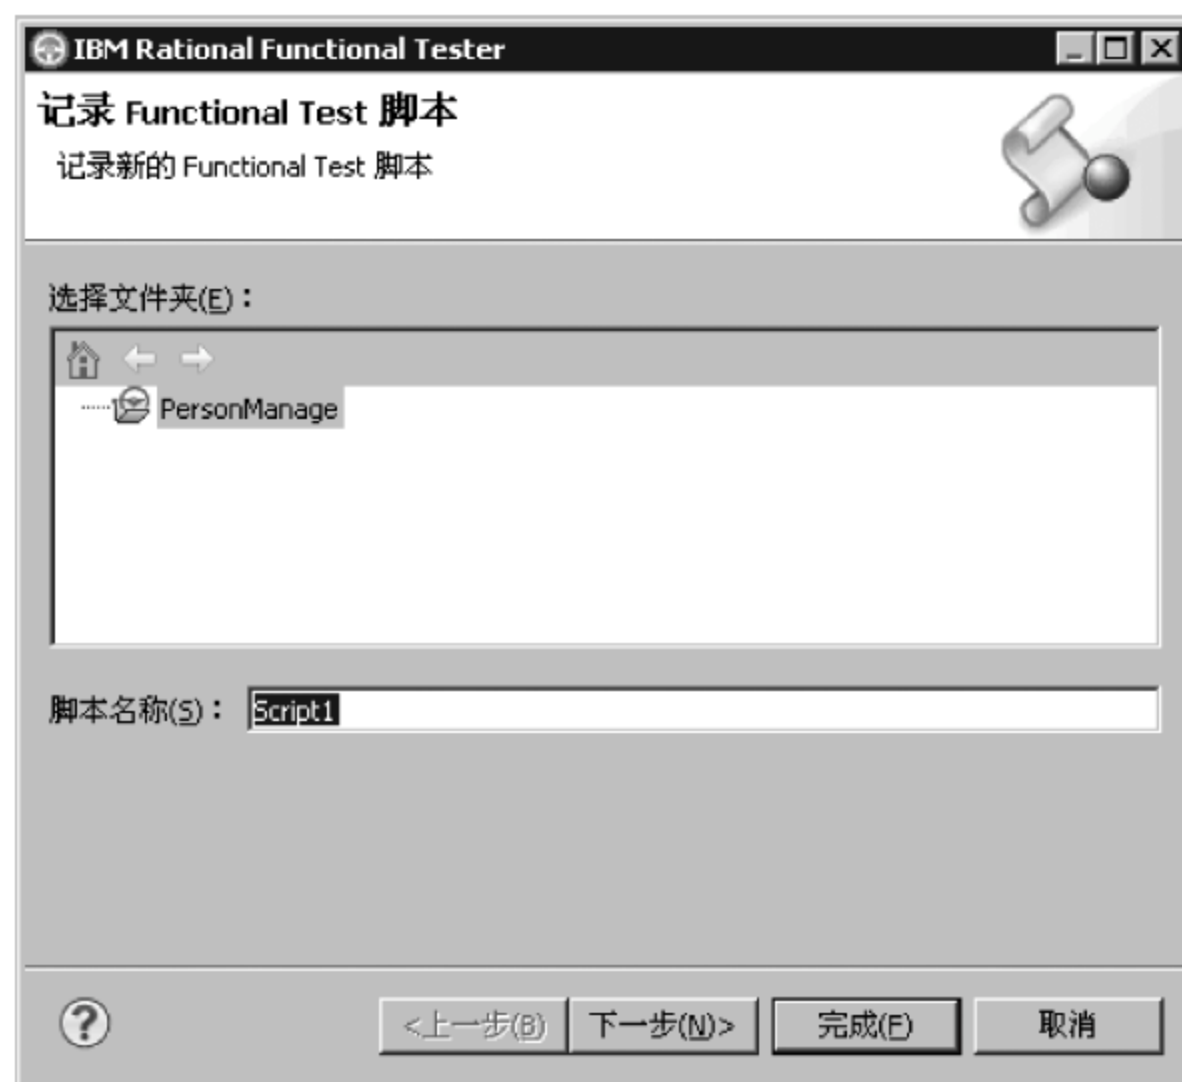 IBM Rational Functional Tester
记录 Functional Test 脚本
记录新的 Functional Test 脚本
选择文件夹(E)：
PersonManage
脚本名称(S)： Script1
<上一步(B) 下一步(N)> 完成(F) 取消